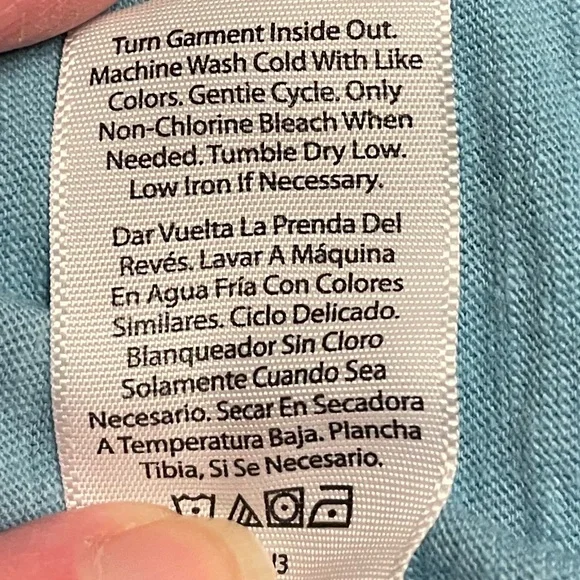 Turn Garment Inside Out.
Machine Wash Cold With Like
Colors. Gentle Cycle. Only
Non-Chlorine Bleach When
Needed. Tumble Dry Low.
Low Iron If Necessary.
Dar Vuelta La Prenda Del
Revés. Lavar A Máquina
En Agua Fría Con Colores
Similares. Ciclo Delicado.
Blanqueador Sin Cloro
Solamente Cuando Sea
Necesario. Secar En Secadora
A Temperatura Baja. Plancha
Tibia, Si Se Necesario.